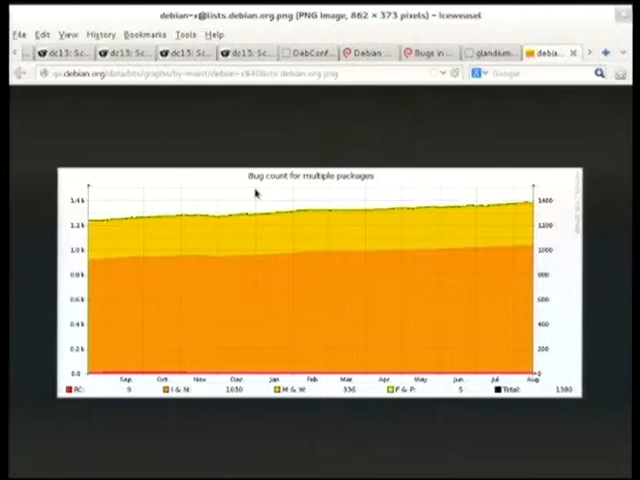 debian-x@lists.debian.org.png (PNG Image, 862 × 373 pixels) - Iceweasel
File Edit View History Bookmarks Tools Help
dc13: Sc... dc13: Sc... dc13: Sc... dc13: Sc... DebConf... Debian ... Bugs in ... glandium... debia...
qa.debian.org/data/bts/graphs/by-maint/debian-x%40lists.debian.org.png Google
Bug count for multiple packages
1.4 k 1400
1.2 k 1200
1.0 k 1000
0.8 k 800
0.6 k 600
0.4 k 400
0.2 k 200
0.0 0
Sep Oct Nov Dec Jan Feb Mar Apr May Jun Jul Aug
RC: 9 I & N: 1030 M & W: 336 F & P: 5 Total: 1380